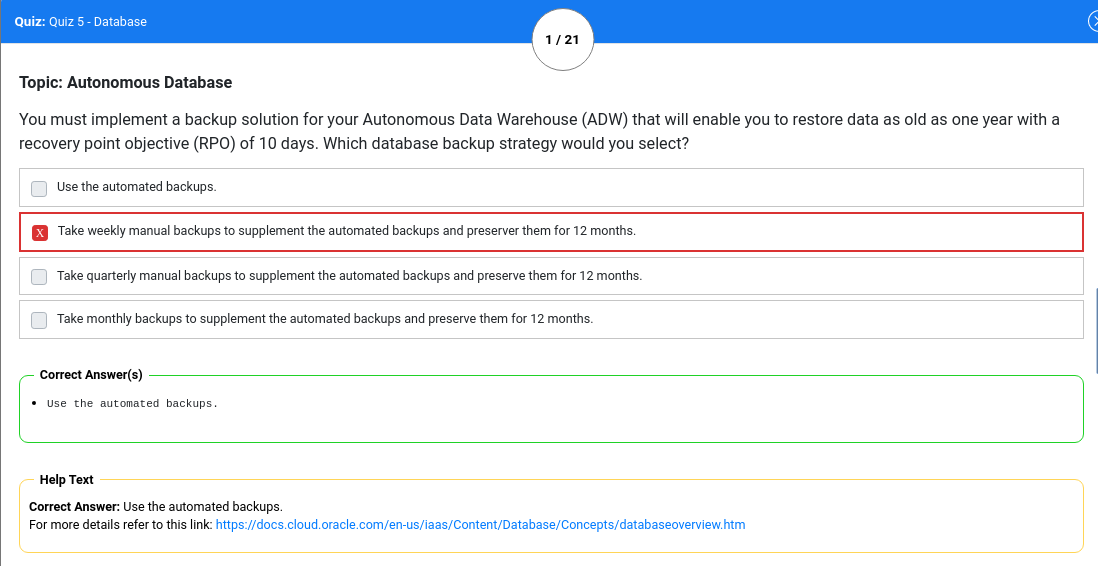 Quiz: Quiz 5 - Database
1 / 21
Topic: Autonomous Database
You must implement a backup solution for your Autonomous Data Warehouse (ADW) that will enable you to restore data as old as one year with a
recovery point objective (RPO) of 10 days. Which database backup strategy would you select?
Use the automated backups.
X Take weekly manual backups to supplement the automated backups and preserver them for 12 months.
Take quarterly manual backups to supplement the automated backups and preserve them for 12 months.
Take monthly backups to supplement the automated backups and preserve them for 12 months.
Correct Answer(s)
• Use the automated backups.
Help Text
Correct Answer: Use the automated backups.
For more details refer to this link: https://docs.cloud.oracle.com/en-us/iaas/Content/Database/Concepts/databaseoverview.htm